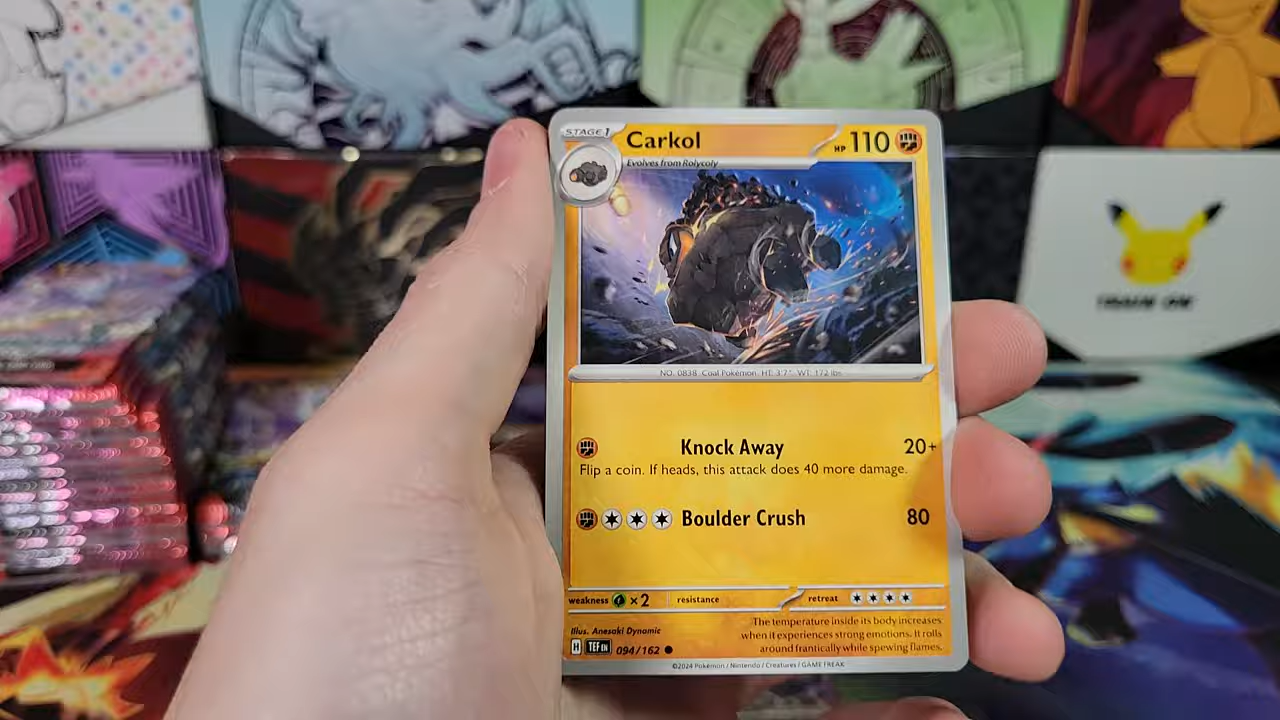 STAGE 1
Carkol
HP 110
Evolves from Rolycoly
NO. 0838 Coal Pokémon HT: 3'7" WT: 172 lbs
Knock Away 20+
Flip a coin. If heads, this attack does 40 more damage.
Boulder Crush 80
weakness ×2 resistance retreat
The temperature inside its body increases
when it experiences strong emotions. It rolls
around frantically while spewing flames.
Illus. Anesaki Dynamic
H TEF EN 094/162
©2024 Pokémon / Nintendo / Creatures / GAME FREAK